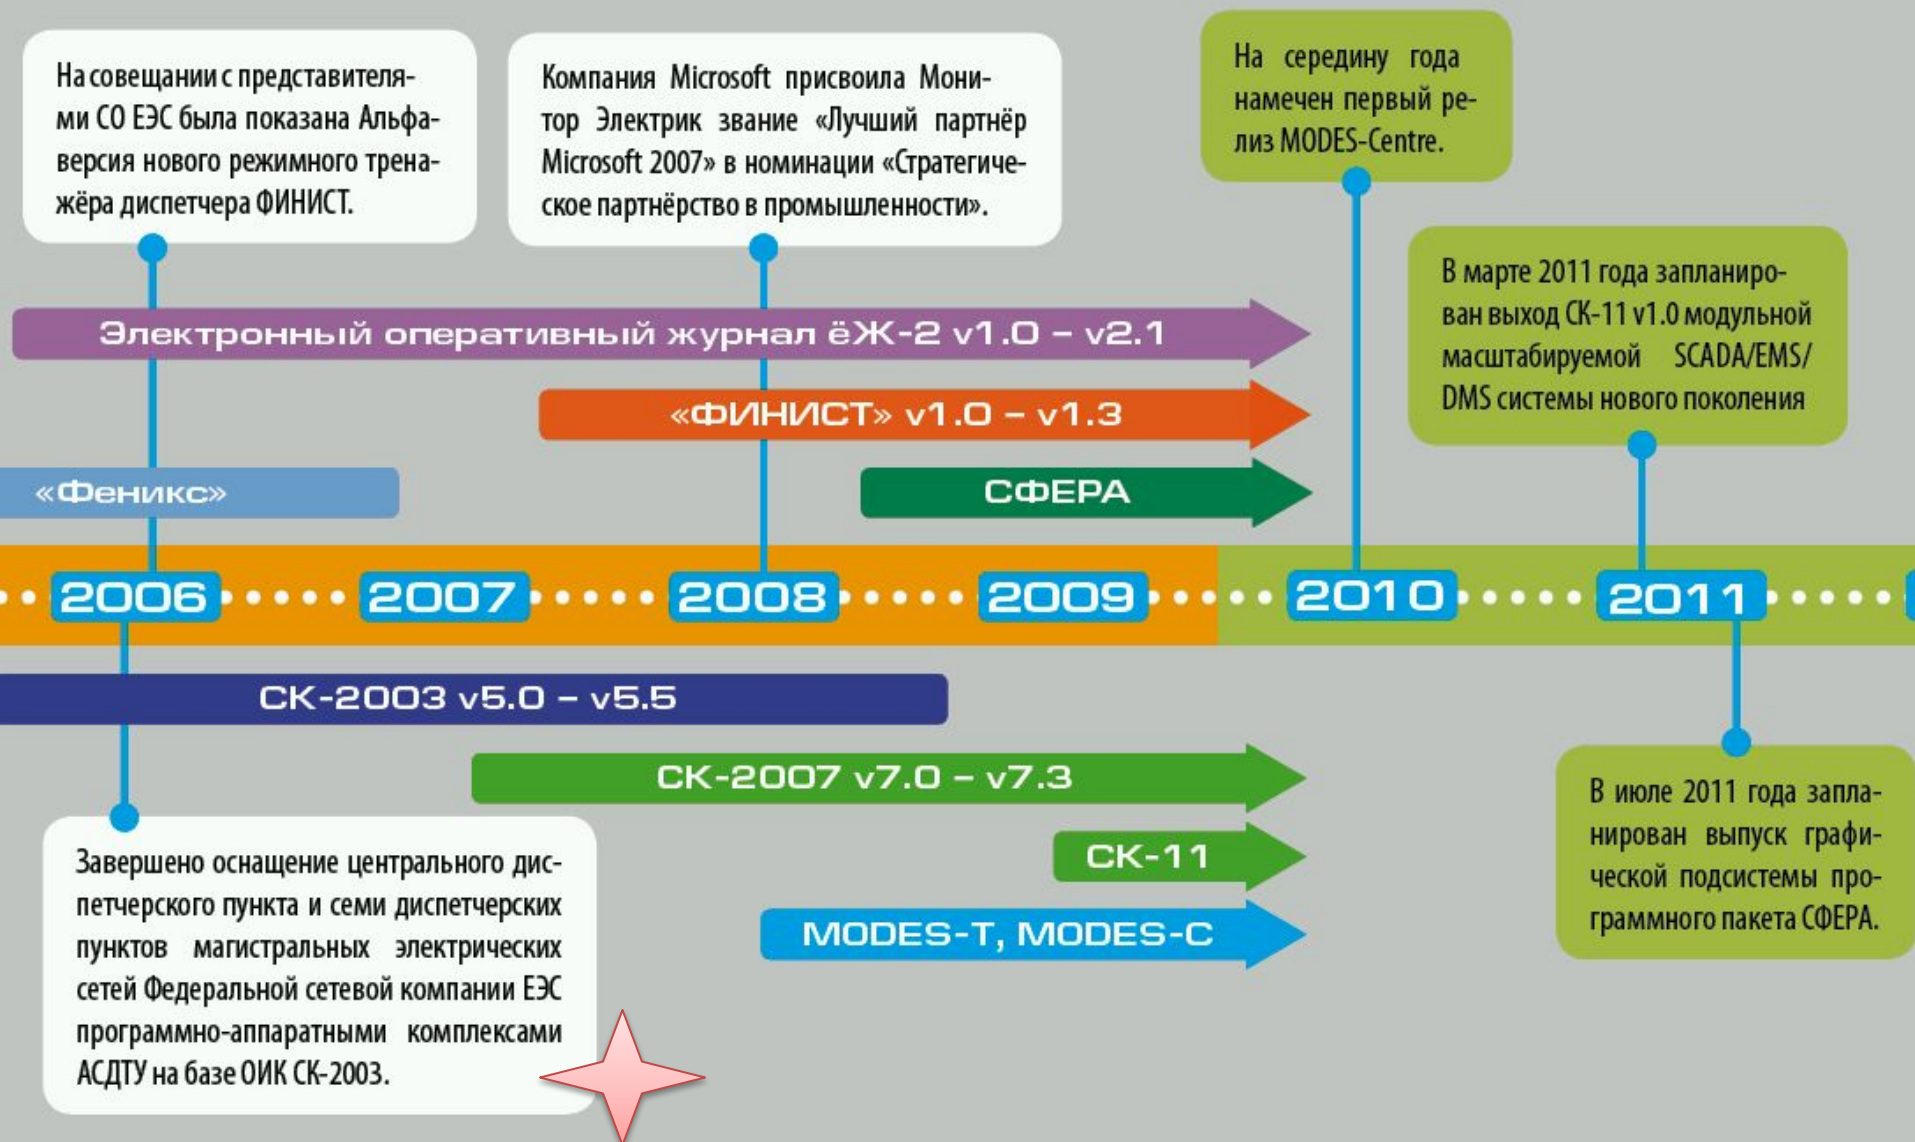 На совещании с представителя-
ми СО ЕЭС была показана Альфа-
версия нового режимного трена-
жёра диспетчера ФИНИСТ.
Компания Microsoft присвоила Мони-
тор Электрик звание «Лучший партнёр
Microsoft 2007» в номинации «Стратегиче-
ское партнёрство в промышленности».
На середину года
намечен первый ре-
лиз MODES-Centre.
В марте 2011 года запланиро-
ван выход СК-11 v1.0 модульной
масштабируемой SCADA/EMS/
DMS системы нового поколения
Электронный оперативный журнал ёЖ-2 v1.0 – v2.1
«ФИНИСТ» v1.0 – v1.3
«Феникс»
СФЕРА
2006
2007
2008
2009
2010
2011
СК-2003 v5.0 – v5.5
СК-2007 v7.0 – v7.3
СК-11
MODES-T, MODES-C
Завершено оснащение центрального дис-
петчерского пункта и семи диспетчерских
пунктов магистральных электрических
сетей Федеральной сетевой компании ЕЭС
программно-аппаратными комплексами
АСДТУ на базе ОИК СК-2003.
В июле 2011 года запла-
нирован выпуск графи-
ческой подсистемы про-
граммного пакета СФЕРА.